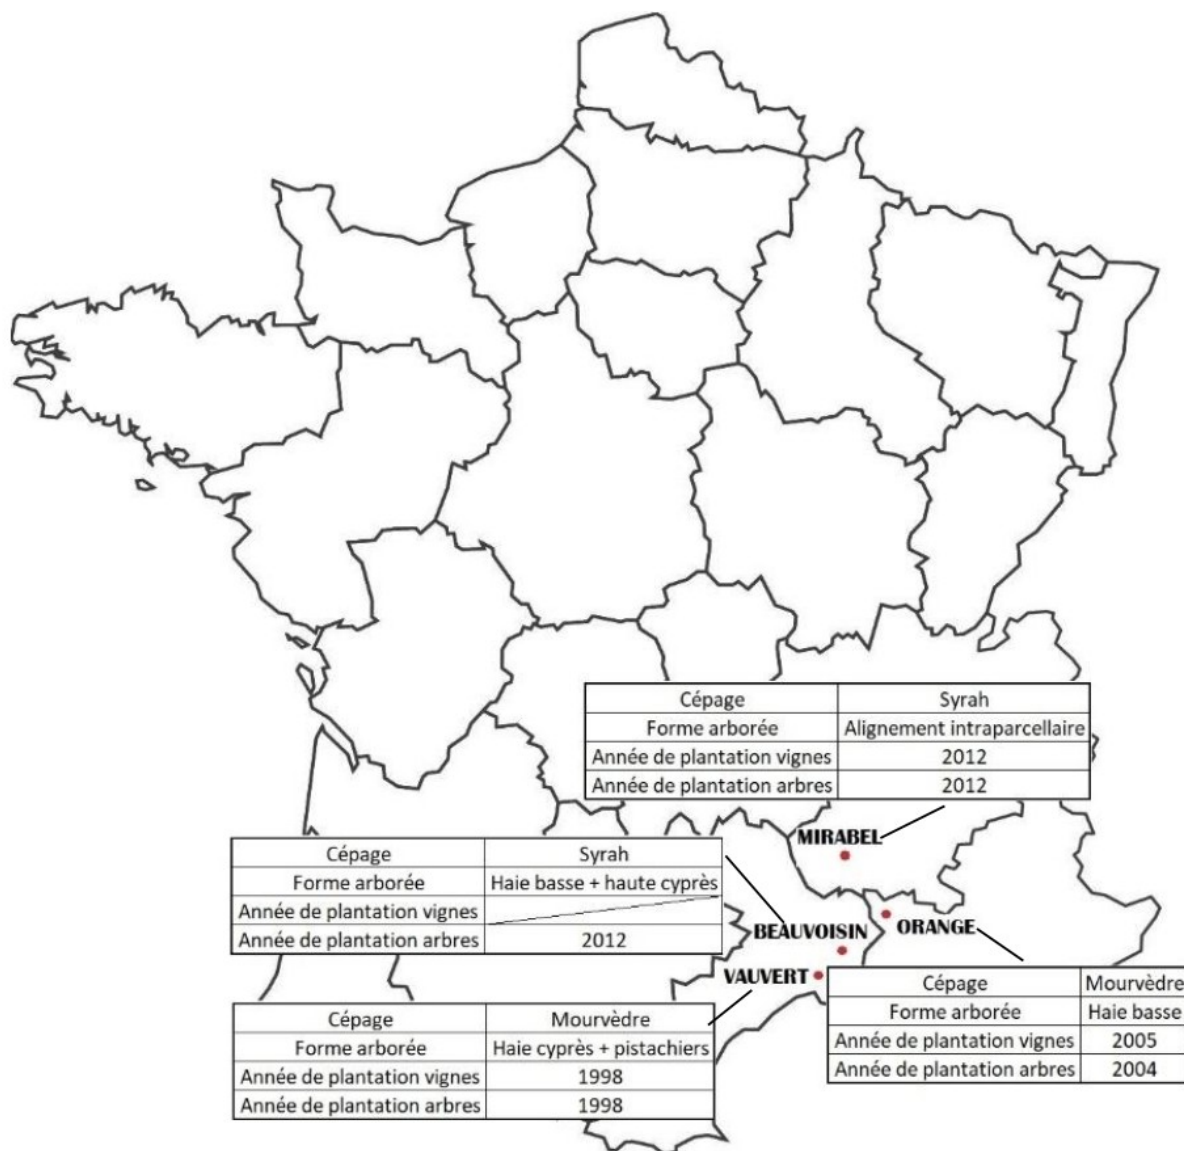 Cépage Syrah
Forme arborée Alignement intraparcellaire
Année de plantation vignes 2012
Année de plantation arbres 2012
MIRABEL
Cépage Syrah
Forme arborée Haie basse + haute cyprès
Année de plantation vignes
Année de plantation arbres 2012
BEAUVOISIN
ORANGE
VAUVERT
Cépage Mourvèdre
Forme arborée Haie basse
Année de plantation vignes 2005
Année de plantation arbres 2004
Cépage Mourvèdre
Forme arborée Haie cyprès + pistachiers
Année de plantation vignes 1998
Année de plantation arbres 1998